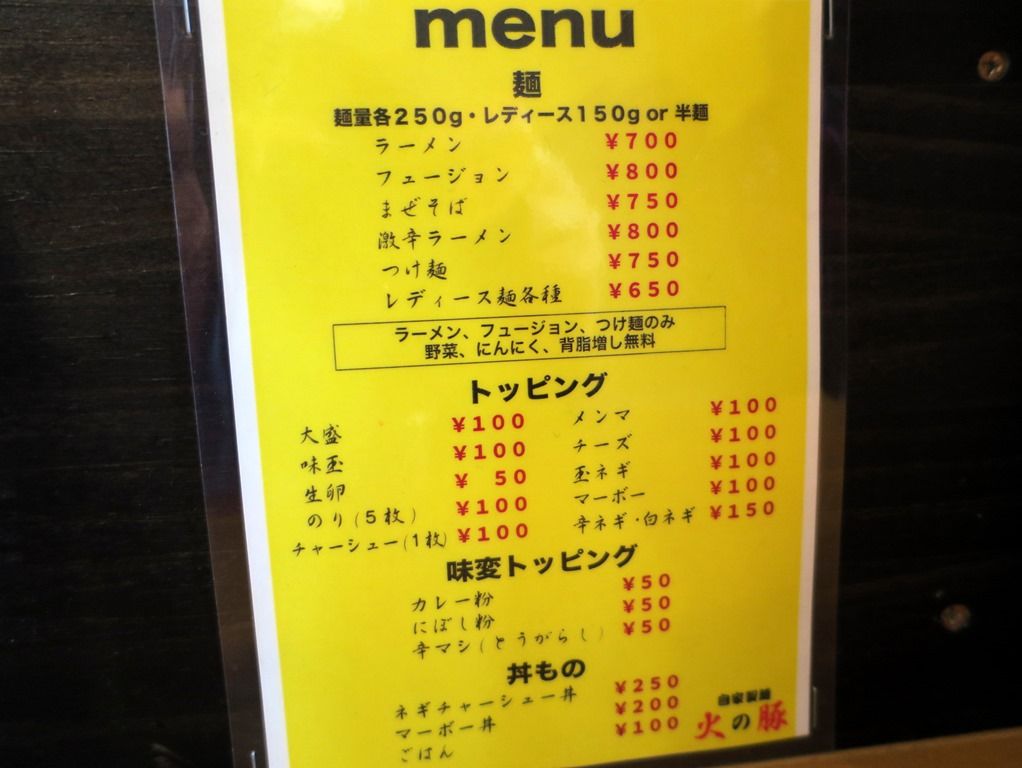 menu
麺
麺量各250g・レディース150g or 半麺
ラーメン ¥700
フュージョン ¥800
まぜそば ¥750
激辛ラーメン ¥800
つけ麺 ¥750
レディース麺各種 ¥650
ラーメン、フュージョン、つけ麺のみ
野菜、にんにく、背脂増し無料
トッピング
大盛 ¥100
味玉 ¥100
生卵 ¥ 50
のり(5枚) ¥100
チャーシュー(1枚) ¥100
メンマ ¥100
チーズ ¥100
玉ネギ ¥100
マーボー ¥100
辛ネギ・白ネギ ¥150
味変トッピング
カレー粉 ¥50
にぼし粉 ¥50
辛マシ(とうがらし) ¥50
丼もの
ネギチャーシュー丼 ¥250
マーボー丼 ¥200
ごはん ¥100
自家製麺
火の豚